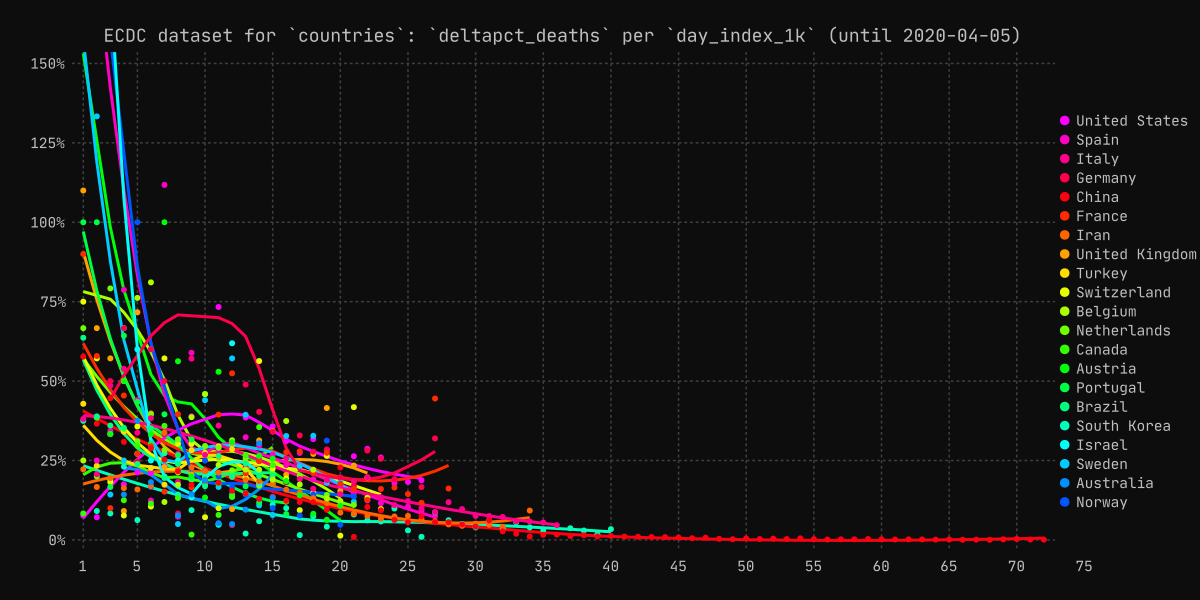 ECDC dataset for `countries`: `deltapct_deaths` per `day_index_1k` (until 2020-04-05)
150%
125%
100%
75%
50%
25%
0%
1 5 10 15 20 25 30 35 40 45 50 55 60 65 70 75
United States
Spain
Italy
Germany
China
France
Iran
United Kingdom
Turkey
Switzerland
Belgium
Netherlands
Canada
Austria
Portugal
Brazil
South Korea
Israel
Sweden
Australia
Norway